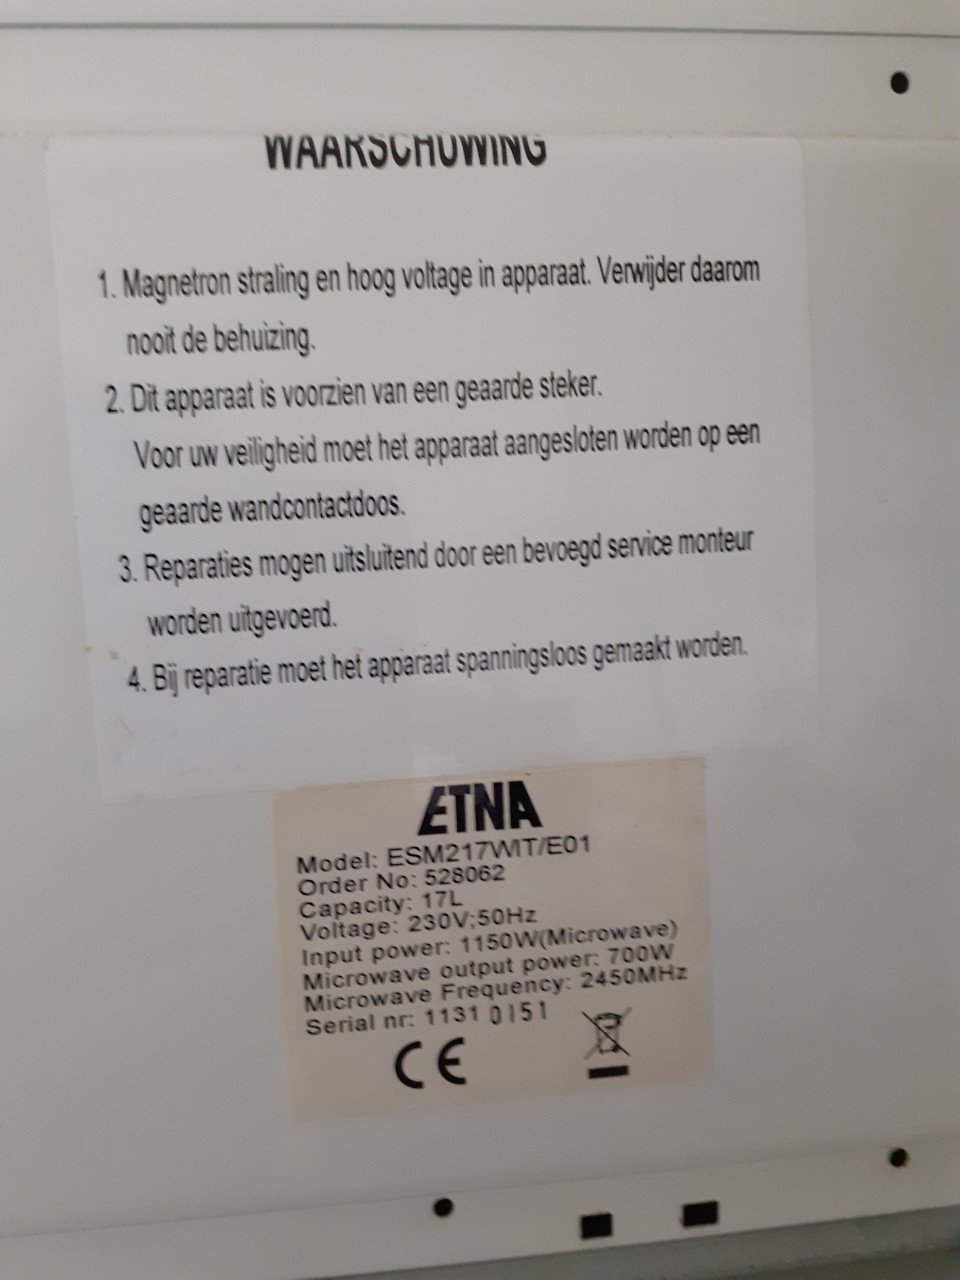 WAARSCHUWING
1. Magnetron straling en hoog voltage in apparaat. Verwijder daarom
nooit de behuizing.
2. Dit apparaat is voorzien van een geaarde steker.
Voor uw veiligheid moet het apparaat aangesloten worden op een
geaarde wandcontactdoos.
3. Reparaties mogen uitsluitend door een bevoegd service monteur
worden uitgevoerd.
4. Bij reparatie moet het apparaat spanningsloos gemaakt worden.
ETNA
Model: ESM217WIT/E01
Order No: 528062
Capacity: 17L
Voltage: 230V;50Hz
Input power: 1150W(Microwave)
Microwave output power: 700W
Microwave Frequency: 2450MHz
Serial nr: 1131 0151
CE